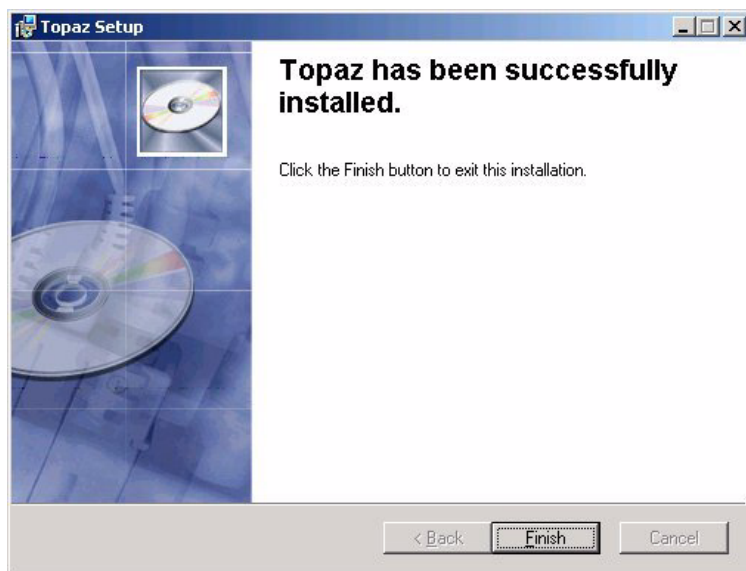 Topaz Setup
Topaz has been successfully
installed.
Click the Finish button to exit this installation.
< Back
Finish
Cancel